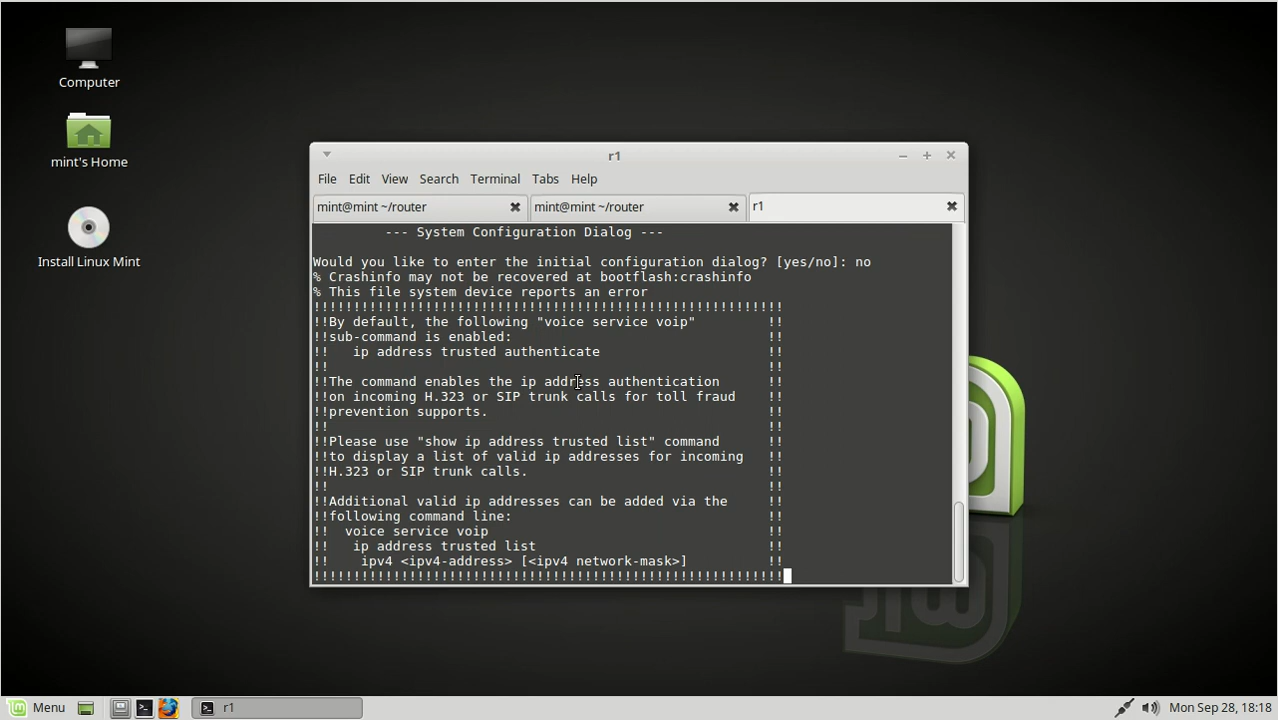 Computer
mint's Home
Install Linux Mint
r1
File Edit View Search Terminal Tabs Help
mint@mint ~/router mint@mint ~/router r1
--- System Configuration Dialog ---
Would you like to enter the initial configuration dialog? [yes/no]: no
% Crashinfo may not be recovered at bootflash:crashinfo
% This file system device reports an error
!!!!!!!!!!!!!!!!!!!!!!!!!!!!!!!!!!!!!!!!!!!!!!!!!!!!!!!!!!!
!!By default, the following "voice service voip"         !!
!!sub-command is enabled:                                !!
!!   ip address trusted authenticate                     !!
!!                                                       !!
!!The command enables the ip address authentication      !!
!!on incoming H.323 or SIP trunk calls for toll fraud    !!
!!prevention supports.                                   !!
!!                                                       !!
!!Please use "show ip address trusted list" command      !!
!!to display a list of valid ip addresses for incoming   !!
!!H.323 or SIP trunk calls.                              !!
!!                                                       !!
!!Additional valid ip addresses can be added via the     !!
!!following command line:                                !!
!!  voice service voip                                   !!
!!   ip address trusted list                             !!
!!    ipv4 <ipv4-address> [<ipv4 network-mask>]          !!
!!!!!!!!!!!!!!!!!!!!!!!!!!!!!!!!!!!!!!!!!!!!!!!!!!!!!!!!!!!
Menu r1 Mon Sep 28, 18:18